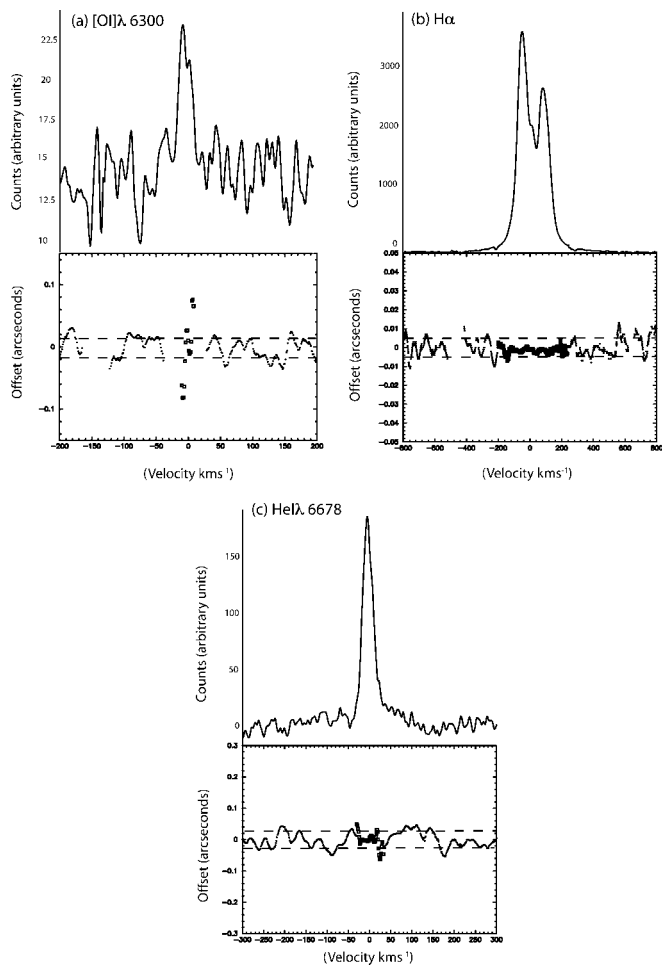 (a) [OI]λ 6300
Counts (arbitrary units)
22.5
20
17.5
15
12.5
10
Offset (arcseconds)
0.1
0
−0.1
−200 −150 −100 −50 0 50 100 150 200
(Velocity kms⁻¹)
(b) Hα
Counts (arbitrary units)
3000
2000
1000
0
Offset (arcseconds)
0.05
0.04
0.03
0.02
0.01
0
−0.01
−0.02
−0.03
−0.04
−0.05
−800 −600 −400 −200 0 200 400 600 800
(Velocity kms⁻¹)
(c) HeIλ 6678
Counts (arbitrary units)
150
100
50
0
Offset (arcseconds)
0.3
0.2
0.1
0
−0.1
−0.2
−0.3
−300 −250 −200 −150 −100 −50 0 50 100 150 200 250 300
(Velocity kms⁻¹)